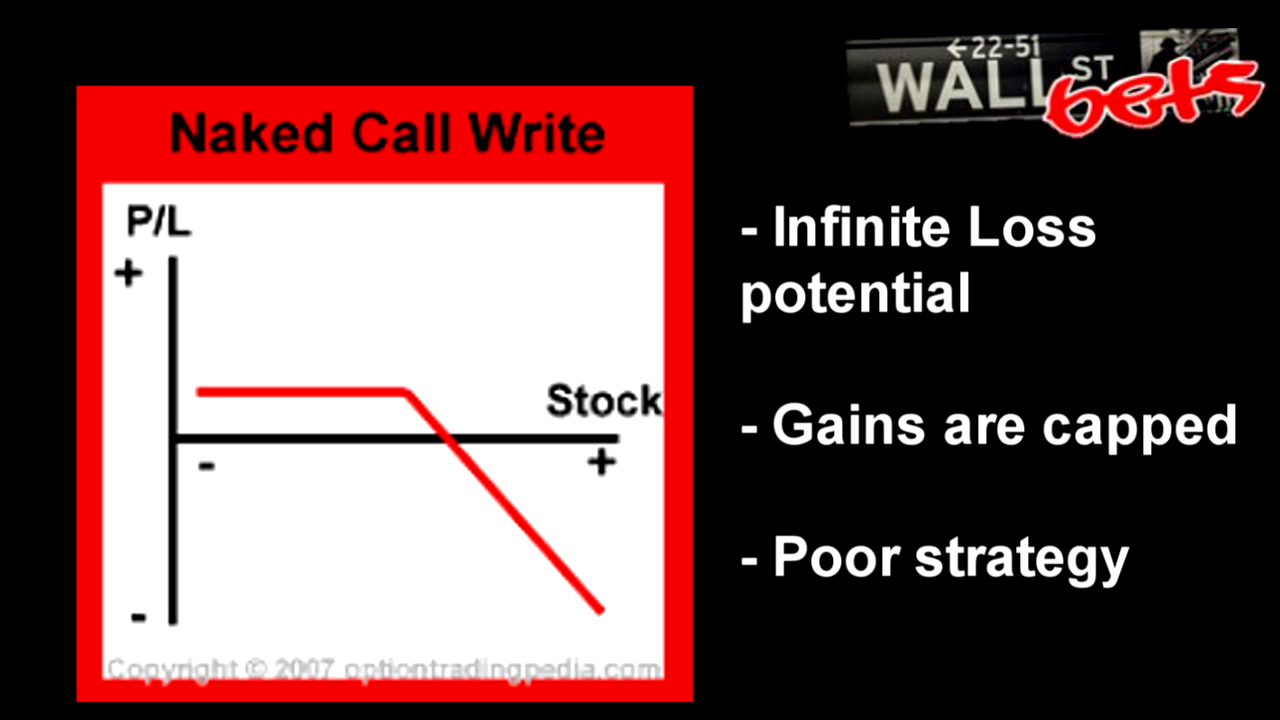 ←22-51
WALL ST
bets
Naked Call Write
P/L
+
Stock
-
+
-
Copyright © 2007 optiontradingpedia.com
- Infinite Loss
potential
- Gains are capped
- Poor strategy